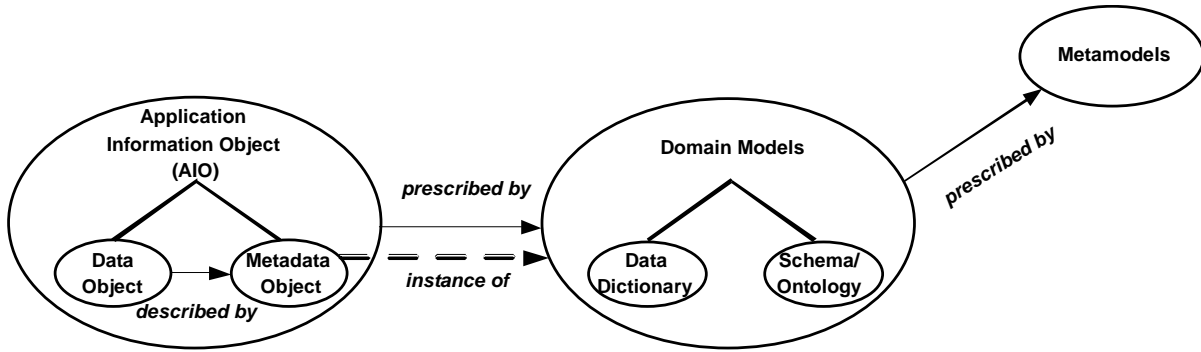 Metamodels
Application
Information Object
(AIO)
Domain Models
prescribed by
prescribed by
Data
Object
Metadata
Object
described by
instance of
Data
Dictionary
Schema/
Ontology